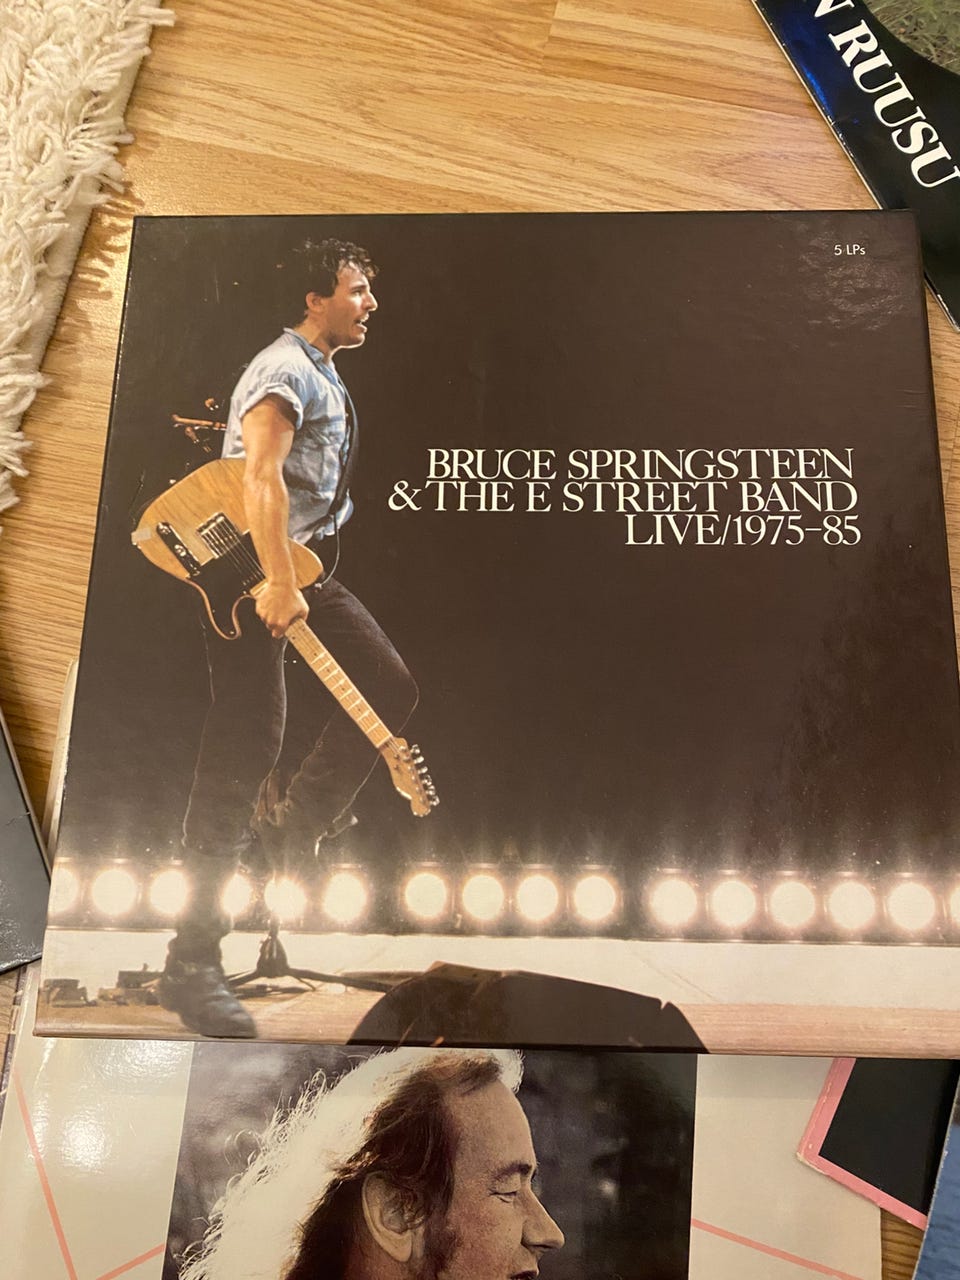 N RUUSU
5 LPs
BRUCE SPRINGSTEEN
& THE E STREET BAND
LIVE/1975-85